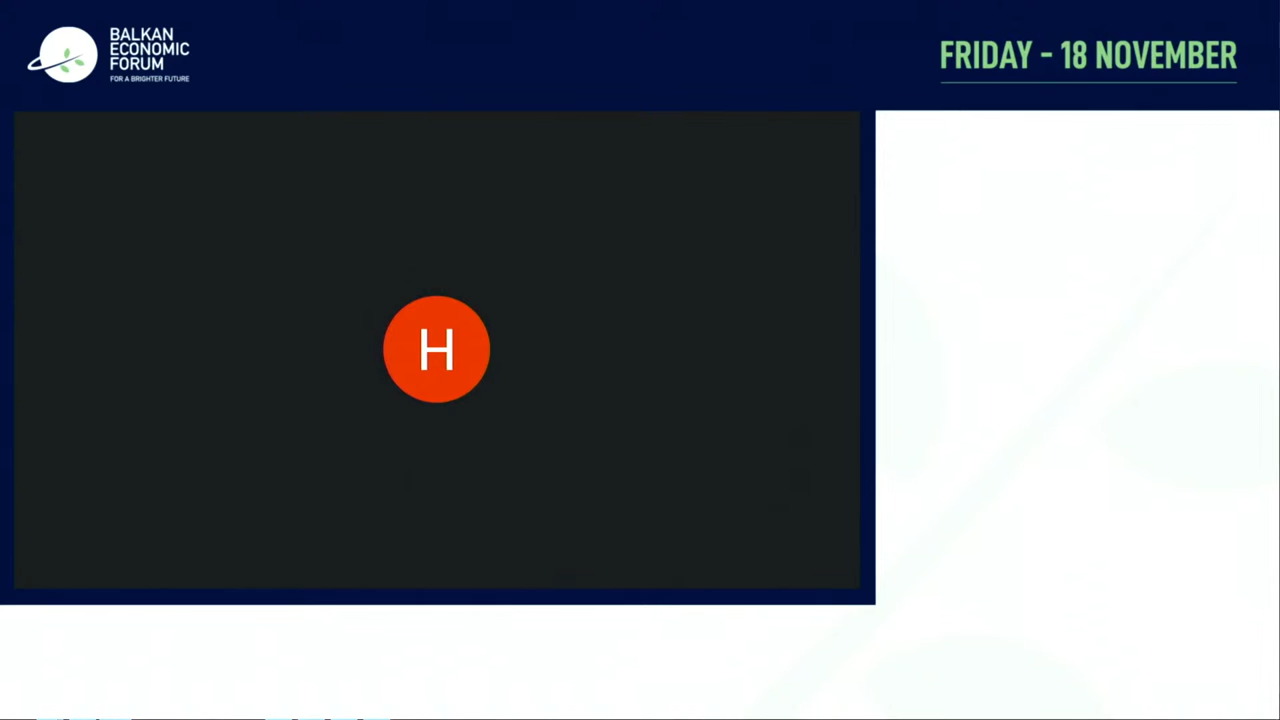 BALKAN
ECONOMIC
FORUM
FOR A BRIGHTER FUTURE
FRIDAY - 18 NOVEMBER
H